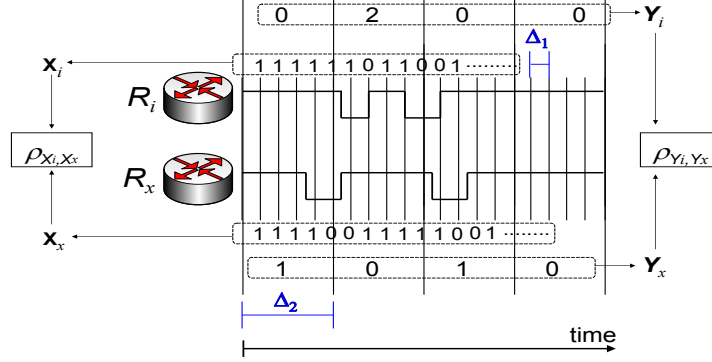 0 2 0 0 Y_i
Δ₁
x_i 1 1 1 1 1 1 0 1 1 0 0 1 ·········
R_i
ρ_{Xi,Xx} ρ_{Yi,Yx}
R_x
x_x 1 1 1 1 0 0 1 1 1 1 1 0 0 1 ········
1 0 1 0 Y_x
Δ₂
time